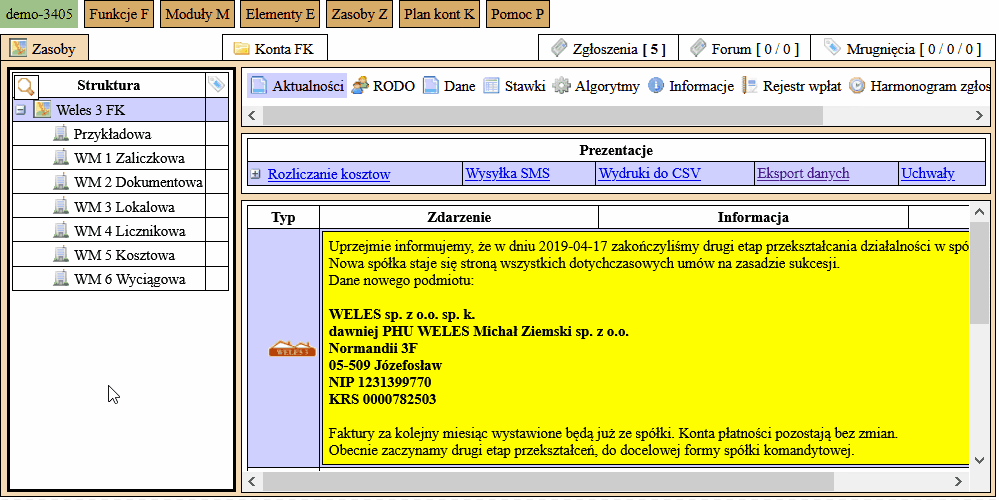 demo-3405 Funkcje F Moduły M Elementy E Zasoby Z Plan kont K Pomoc P
Zasoby Konta FK Zgłoszenia [ 5 ] Forum [ 0 / 0 ] Mrugnięcia [ 0 / 0 / 0 ]
Struktura
Weles 3 FK
Przykładowa
WM 1 Zaliczkowa
WM 2 Dokumentowa
WM 3 Lokalowa
WM 4 Licznikowa
WM 5 Kosztowa
WM 6 Wyciągowa
Aktualności RODO Dane Stawki Algorytmy Informacje Rejestr wpłat Harmonogram zgłos
Prezentacje
Rozliczanie kosztow Wysyłka SMS Wydruki do CSV Eksport danych Uchwały
Typ Zdarzenie Informacja
WELES 3
Uprzejmie informujemy, że w dniu 2019-04-17 zakończyliśmy drugi etap przekształcania działalności w spó
Nowa spółka staje się stroną wszystkich dotychczasowych umów na zasadzie sukcesji.
Dane nowego podmiotu:
WELES sp. z o.o. sp. k.
dawniej PHU WELES Michał Ziemski sp. z o.o.
Normandii 3F
05-509 Józefosław
NIP 1231399770
KRS 0000782503
Faktury za kolejny miesiąc wystawione będą już ze spółki. Konta płatności pozostają bez zmian.
Obecnie zaczynamy drugi etap przekształceń, do docelowej formy spółki komandytowej.